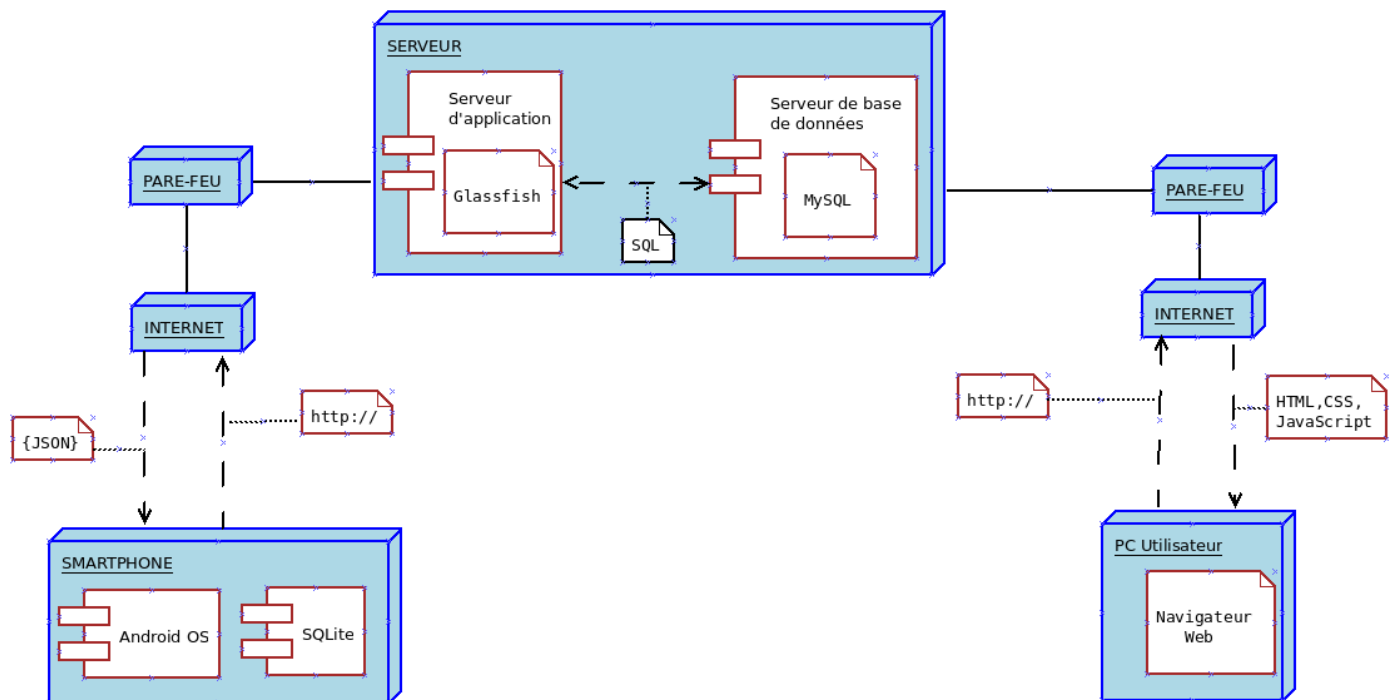 SERVEUR
Serveur
d'application
Glassfish
SQL
Serveur de base
de données
MySQL
PARE-FEU
INTERNET
{JSON}
http://
SMARTPHONE
Android OS
SQLite
PARE-FEU
INTERNET
http://
HTML,CSS,
JavaScript
PC Utilisateur
Navigateur
Web